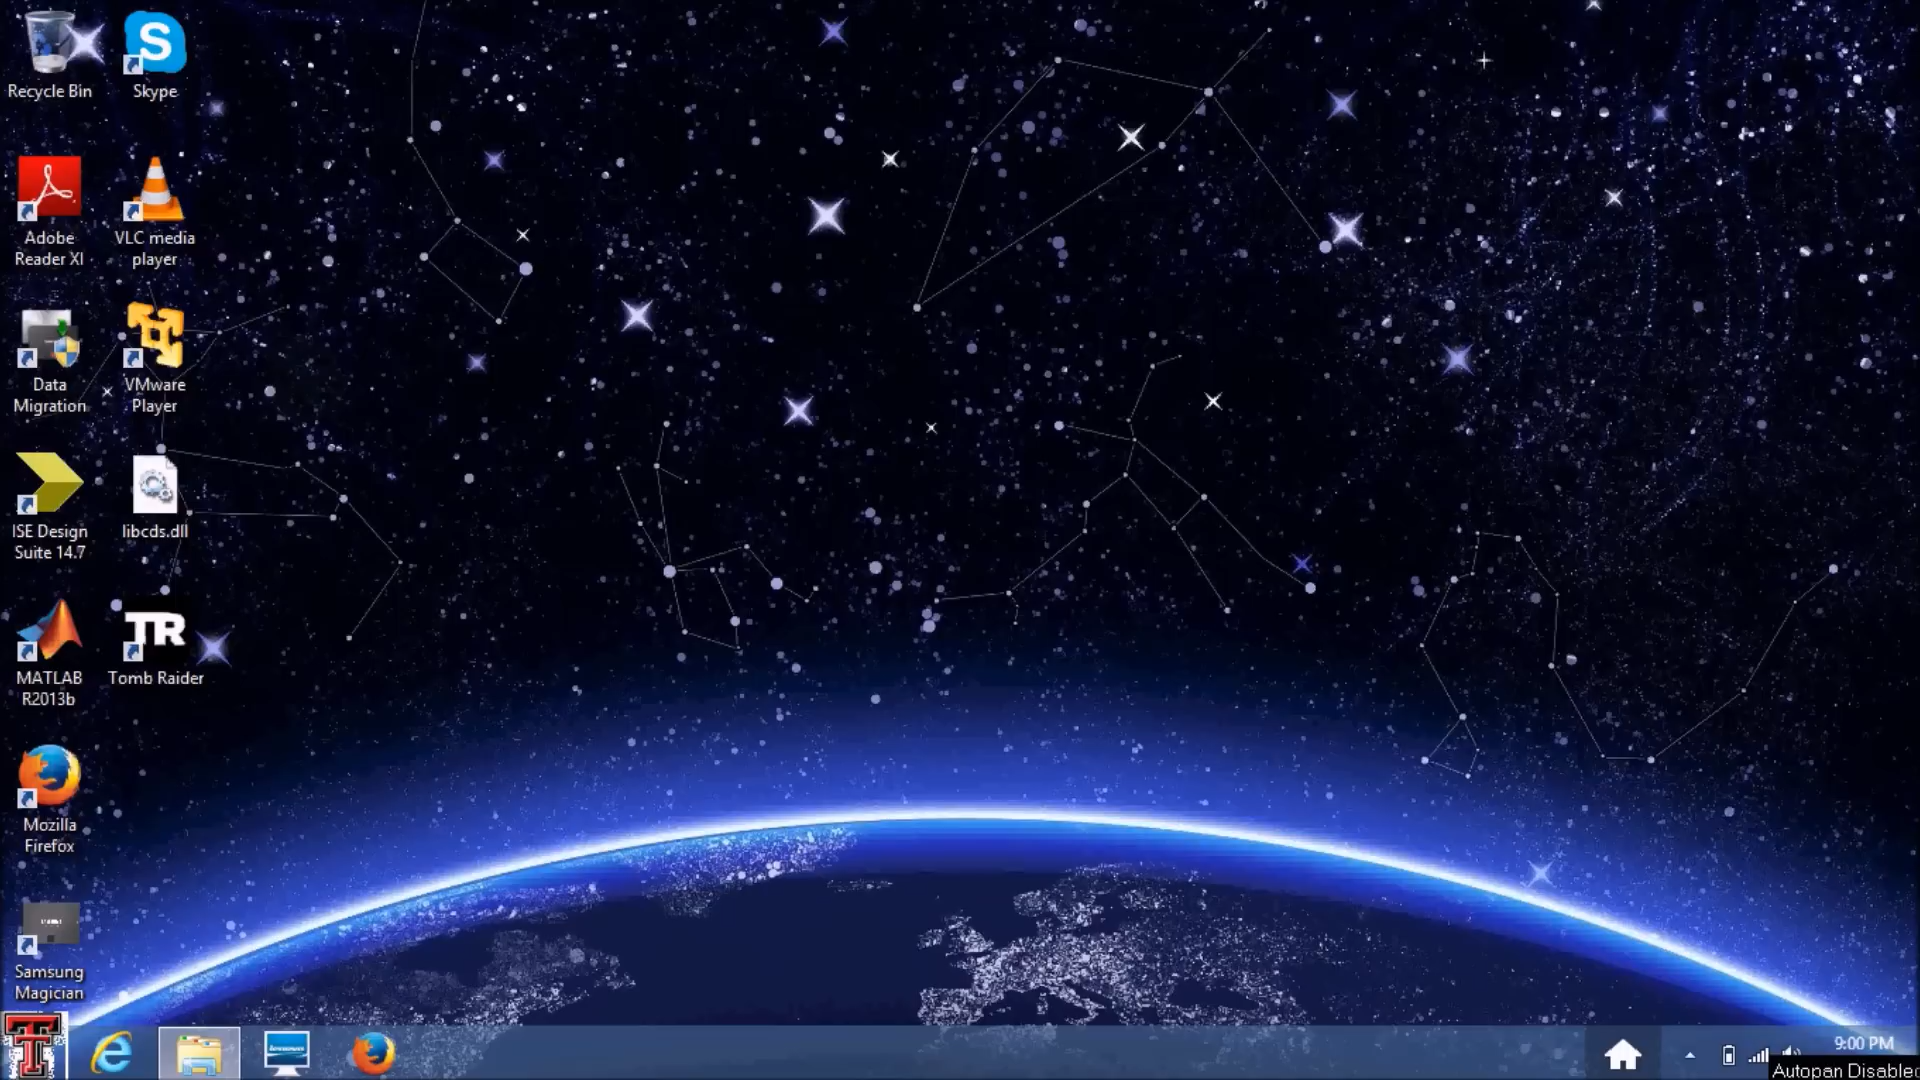 Recycle Bin
Skype
Adobe
Reader XI
VLC media
player
Data
Migration
VMware
Player
ISE Design
Suite 14.7
libcds.dll
MATLAB
R2013b
TR
Tomb Raider
Mozilla
Firefox
Samsung
Magician
9:00 PM
Autopan Disabled